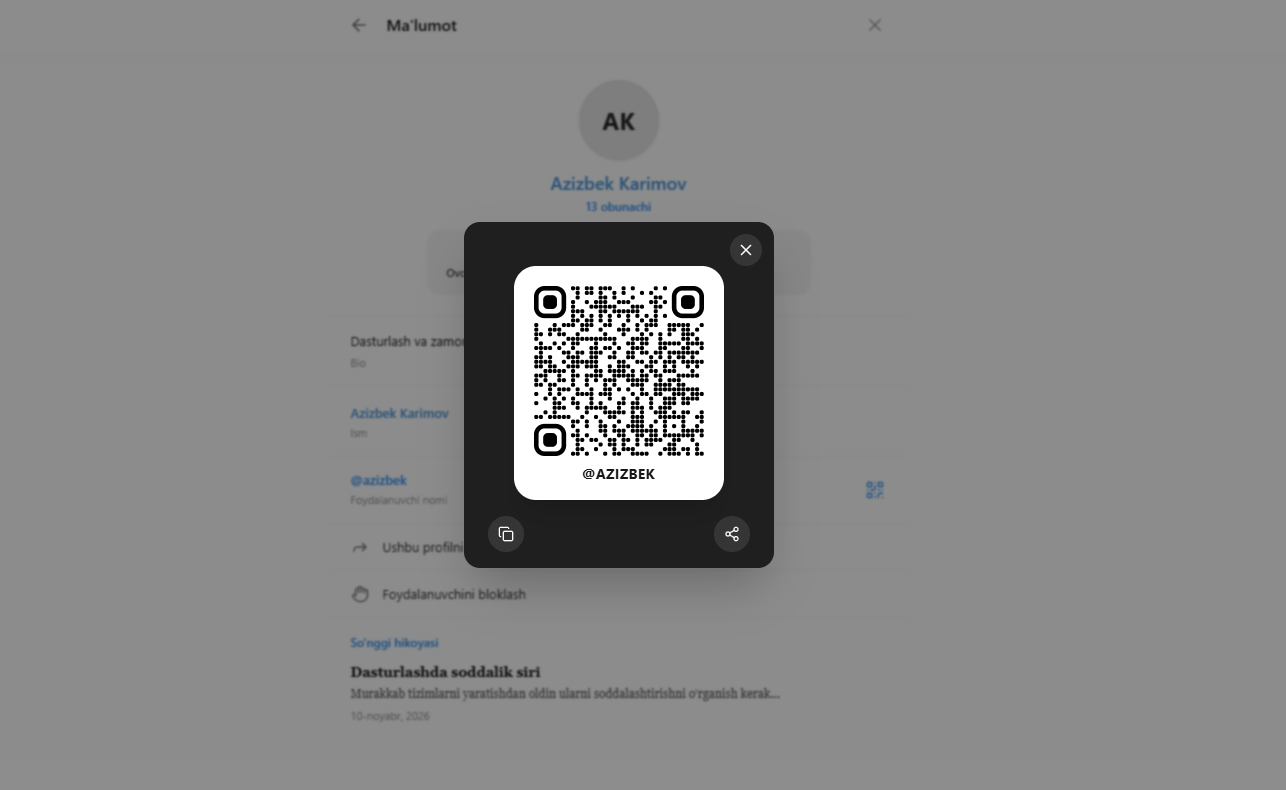 Ma'lumot
AK
Azizbek Karimov
13 obunachi
Dasturlash va
Bio
Azizbek Karimov
Ism
@azizbek
Foydalanuvchi nomi
Ushbu profilni
Foydalanuvchini bloklash
So'nggi hikoyasi
Dasturlashda soddalik siri
Murakkab tizimlarni yaratishdan oldin ularni soddalashtirishni o'rganish kerak...
10-noyabr, 2026
@AZIZBEK